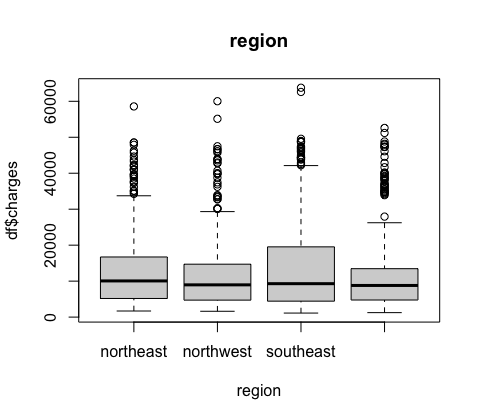 region
60000
40000
20000
0
df$charges
northeast northwest southeast
region